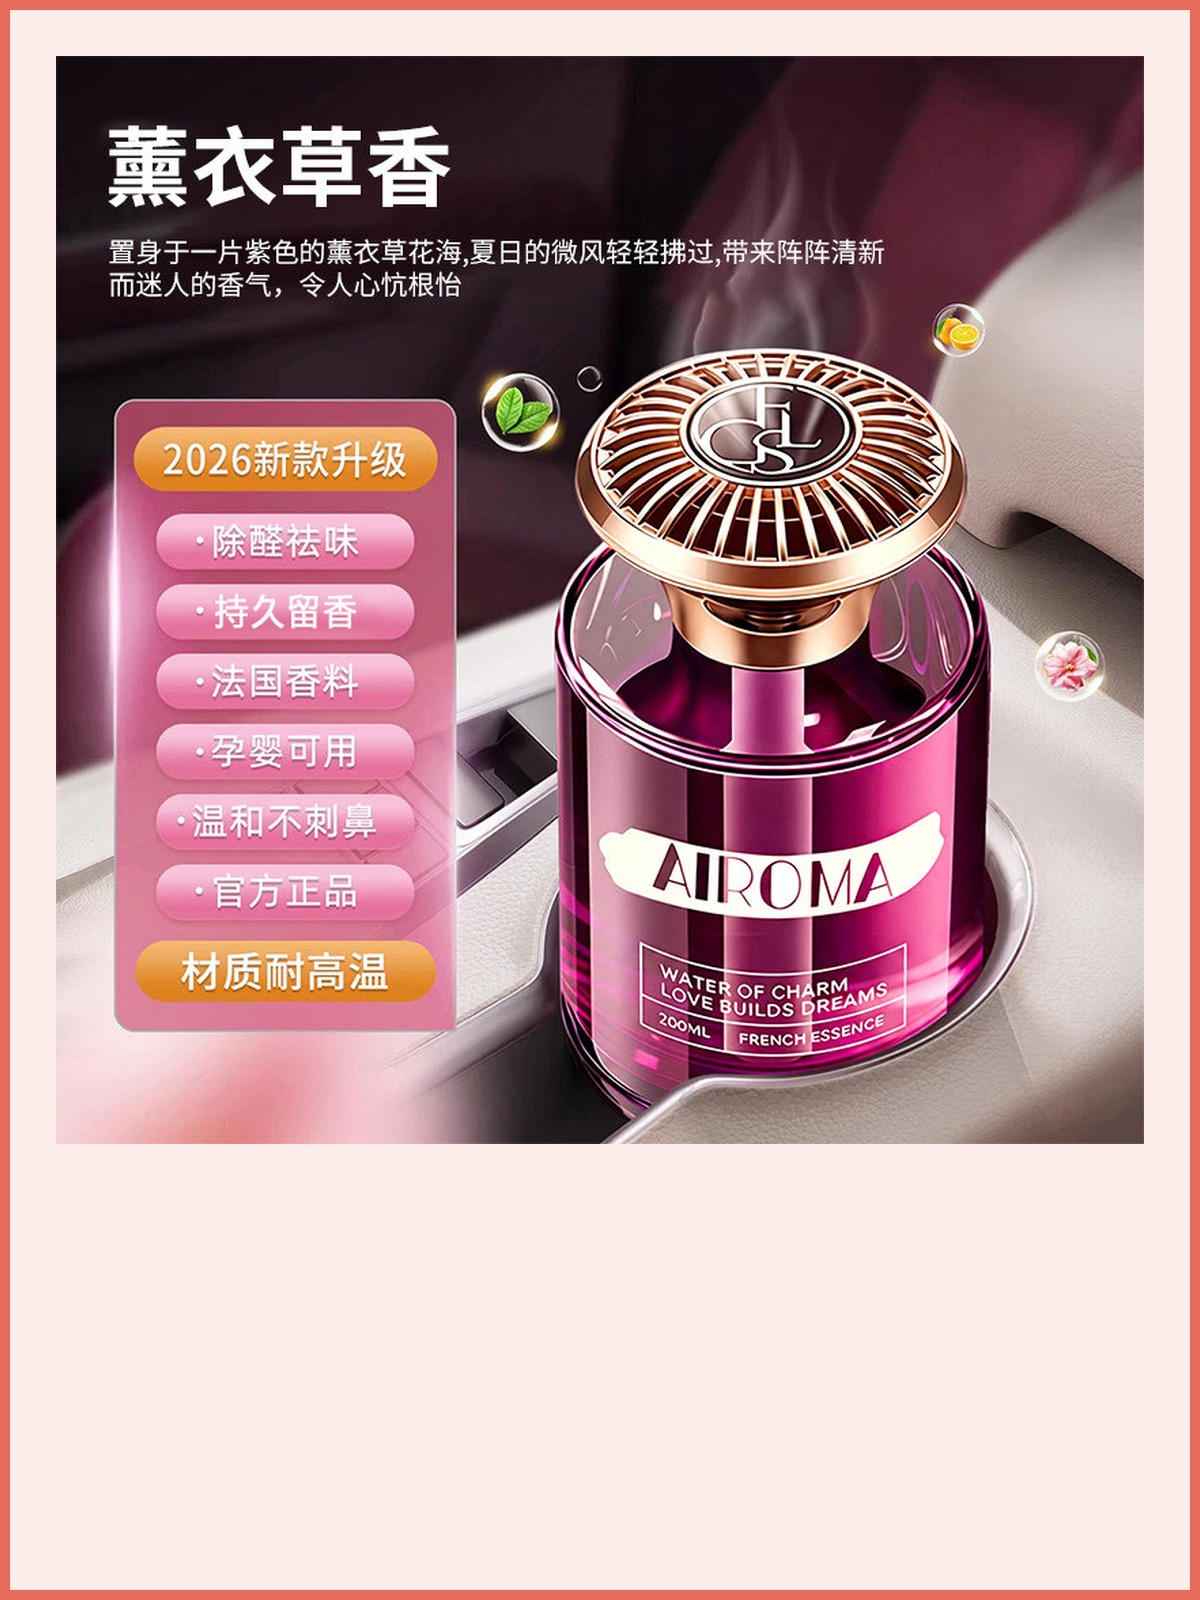 薰衣草香
置身于一片紫色的薰衣草花海,夏日的微风轻轻拂过,带来阵阵清新
而迷人的香气，令人心忼根怡
2026新款升级
·除醛祛味
·持久留香
·法国香料
·孕婴可用
·温和不刺鼻
·官方正品
材质耐高温
AIROMA
WATER OF CHARM
LOVE BUILDS DREAMS
200ML FRENCH ESSENCE